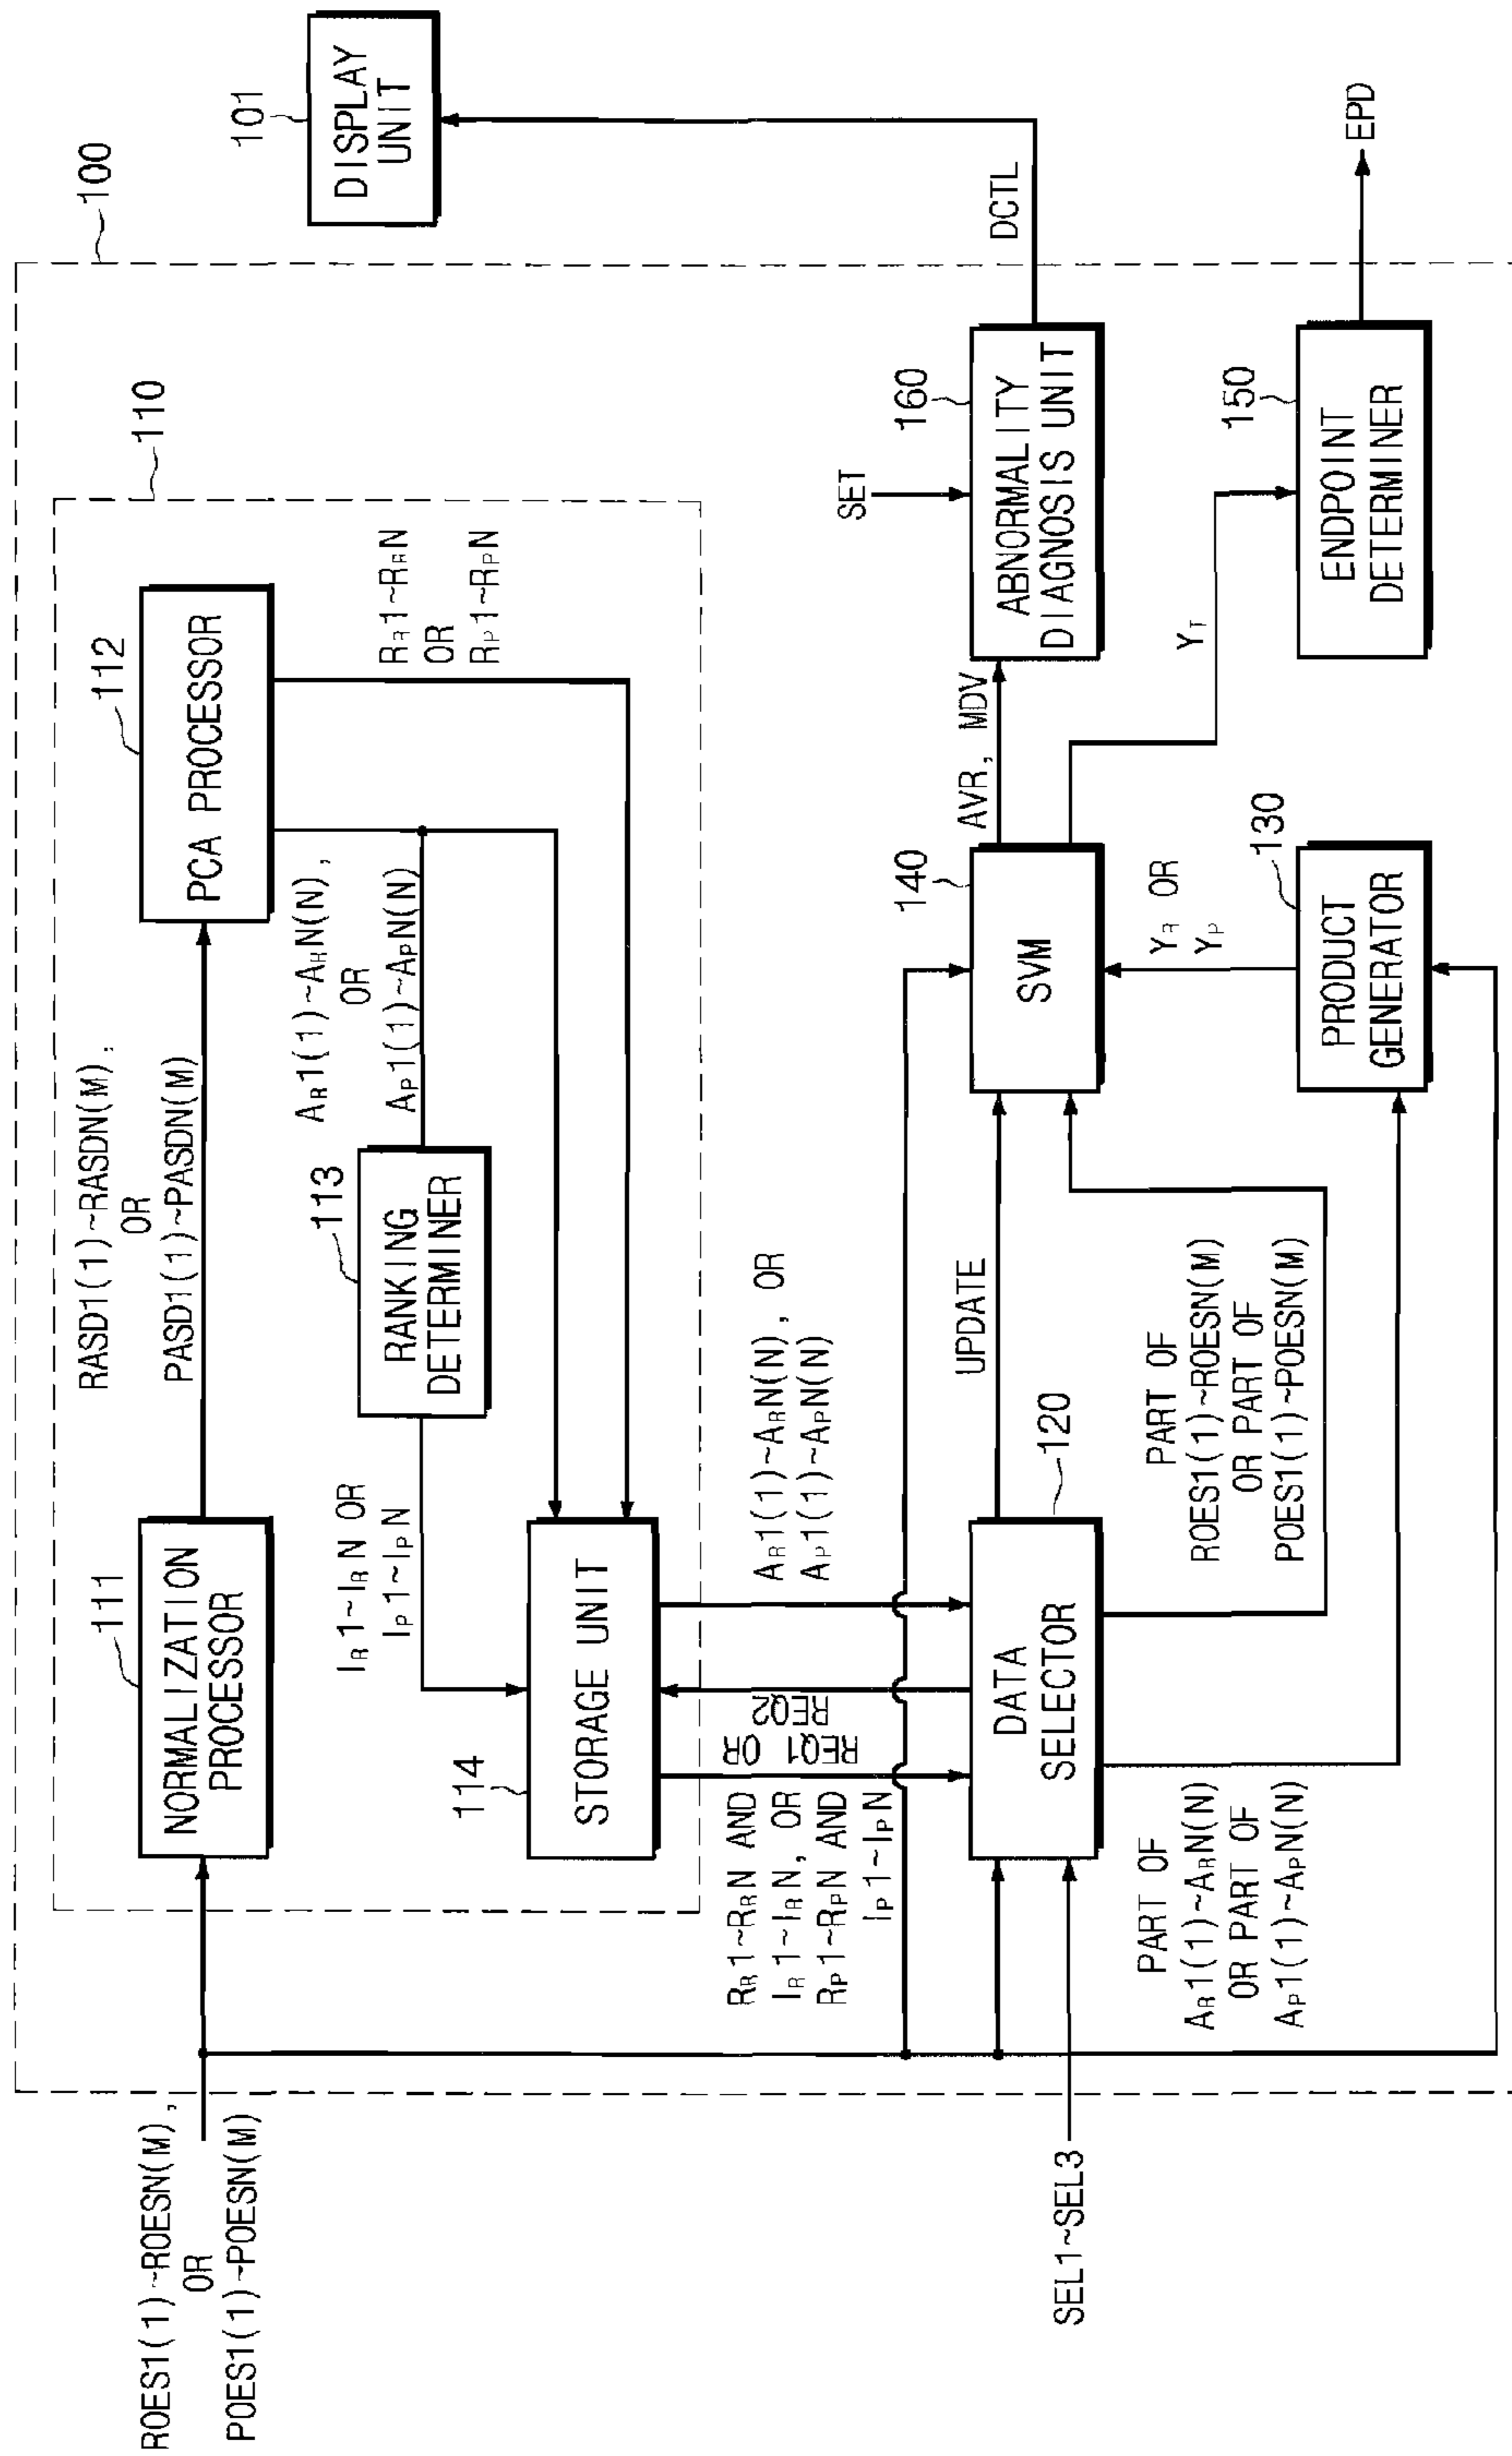 ROES1(1)~ROESN(M),
OR
POES1(1)~POESN(M)
SEL1~SEL3
100
110
111
NORMALIZATION
PROCESSOR
RASD1(1)~RASDN(M),
OR
PASD1(1)~PASDN(M)
112
PCA PROCESSOR
AR1(1)~ARN(N),
OR
AP1(1)~APN(N)
RR1~RRN
OR
RP1~RPN
113
RANKING
DETERMINER
IR1~IRN OR
IP1~IPN
114
STORAGE UNIT
RR1~RRN AND
IR1~IRN, OR
RP1~RPN AND
IP1~IPN
REQ1 OR
REQ2
AR1(1)~ARN(N), OR
AP1(1)~APN(N)
120
DATA
SELECTOR
UPDATE
PART OF
ROES1(1)~ROESN(M)
OR PART OF
POES1(1)~POESN(M)
PART OF
AR1(1)~ARN(N)
OR PART OF
AP1(1)~APN(N)
140
SVM
YR OR
YP
130
PRODUCT
GENERATOR
AVR, MDV
YT
SET
160
ABNORMALITY
DIAGNOSIS UNIT
150
ENDPOINT
DETERMINER
DCTL
101
DISPLAY
UNIT
EPD